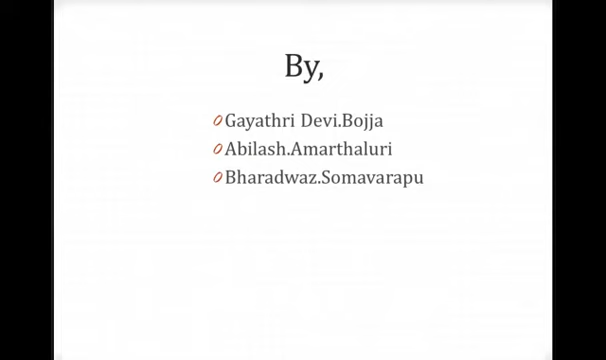 By,
Gayathri Devi.Bojja
Abilash.Amarthaluri
Bharadwaz.Somavarapu